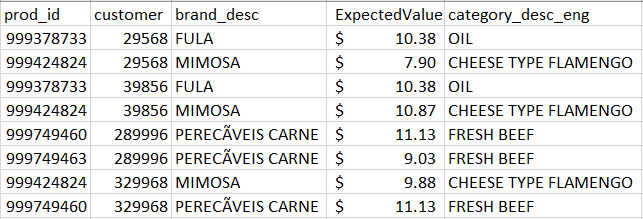 prod_id customer brand_desc ExpectedValue category_desc_eng
999378733 29568 FULA $ 10.38 OIL
999424824 29568 MIMOSA $ 7.90 CHEESE TYPE FLAMENGO
999378733 39856 FULA $ 10.38 OIL
999424824 39856 MIMOSA $ 10.87 CHEESE TYPE FLAMENGO
999749460 289996 PERECÃVEIS CARNE $ 11.13 FRESH BEEF
999749463 289996 PERECÃVEIS CARNE $ 9.03 FRESH BEEF
999424824 329968 MIMOSA $ 9.88 CHEESE TYPE FLAMENGO
999749460 329968 PERECÃVEIS CARNE $ 11.13 FRESH BEEF